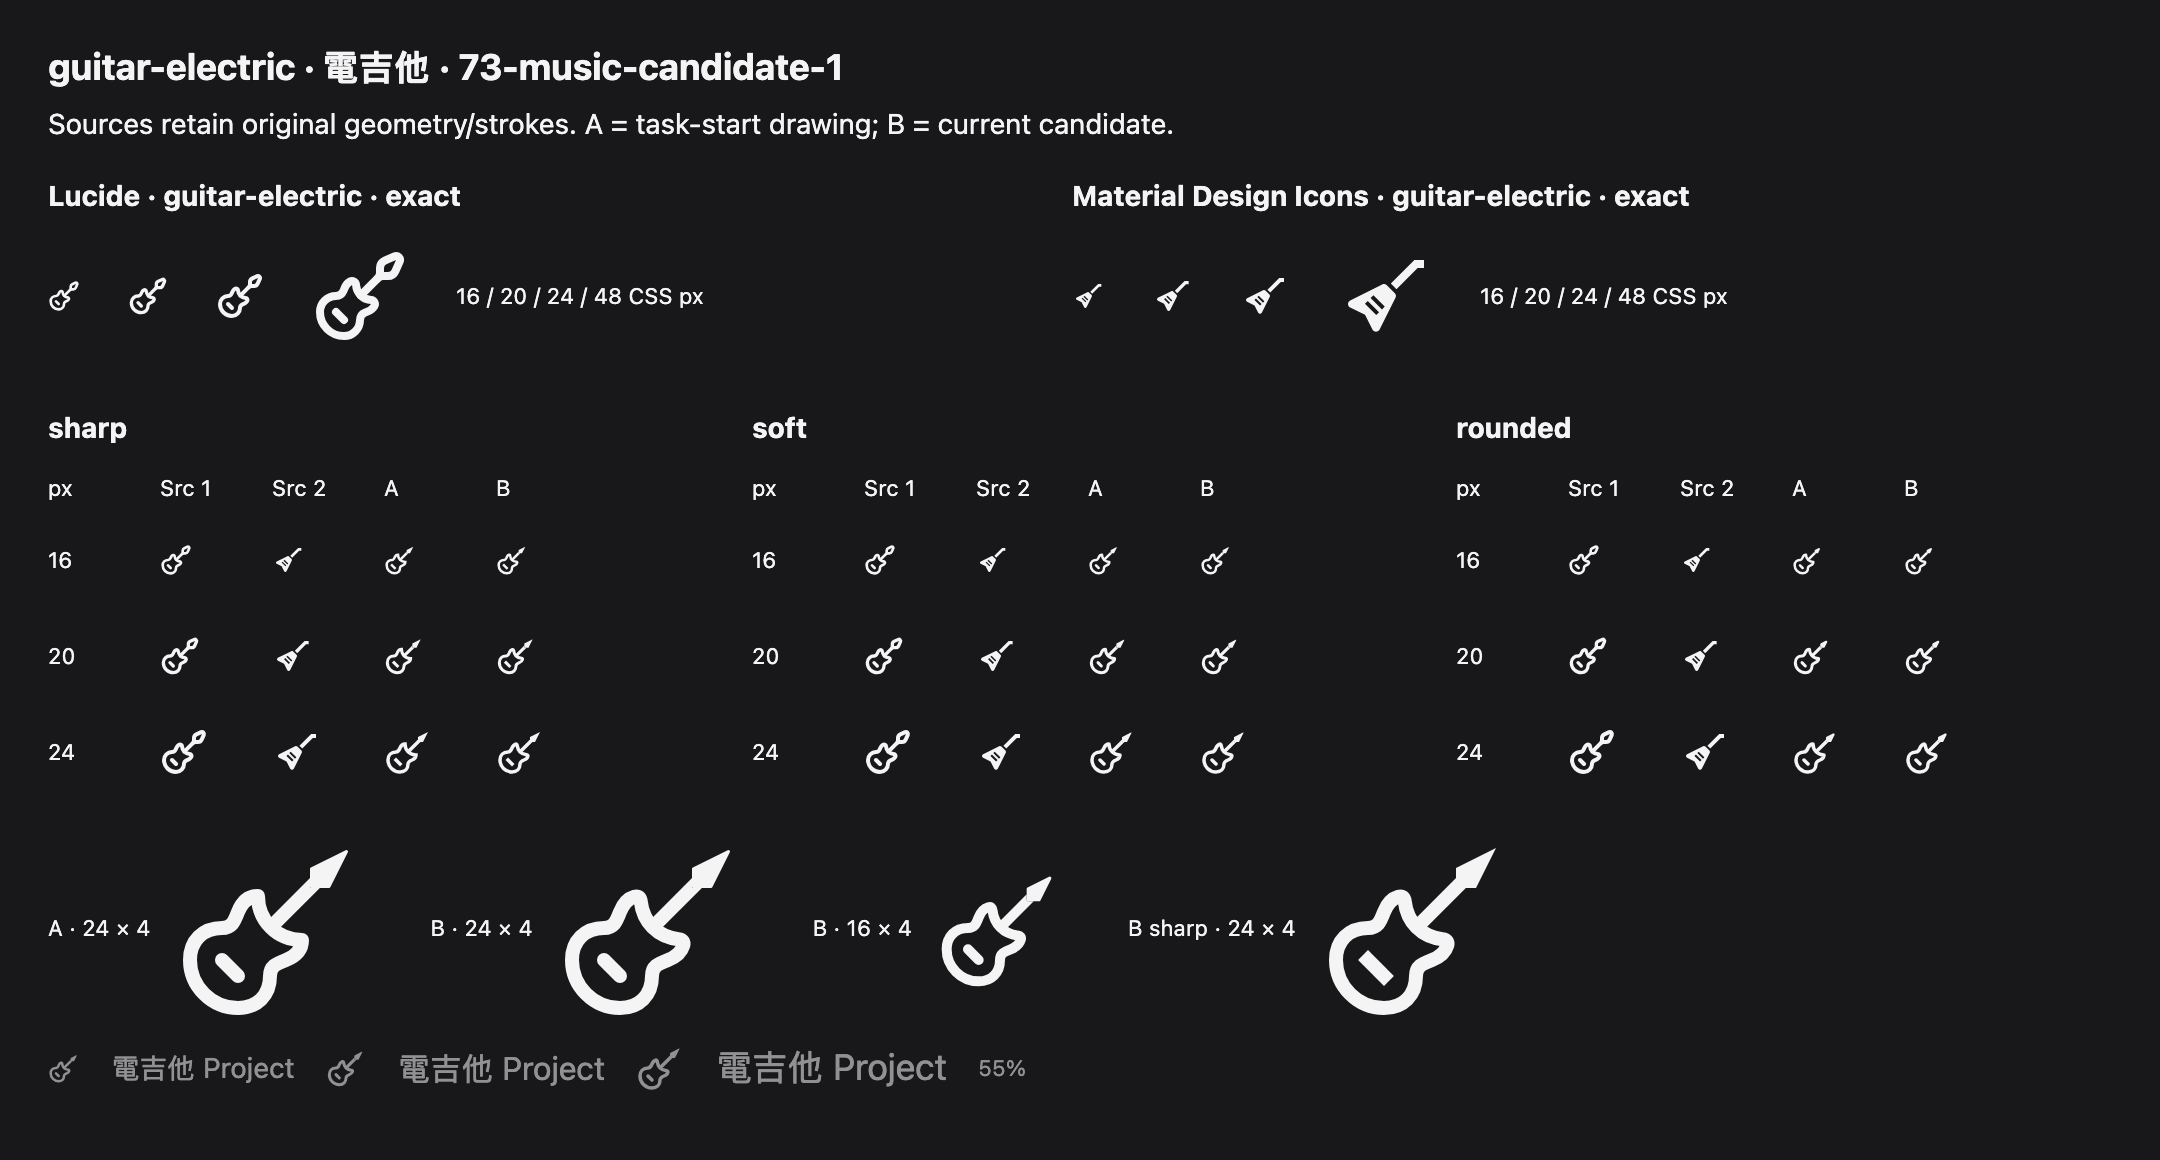 guitar-electric · 電吉他 · 73-music-candidate-1
Sources retain original geometry/strokes. A = task-start drawing; B = current candidate.
Lucide · guitar-electric · exact
16 / 20 / 24 / 48 CSS px
Material Design Icons · guitar-electric · exact
16 / 20 / 24 / 48 CSS px
sharp
px Src 1 Src 2 A B
16
20
24
soft
px Src 1 Src 2 A B
16
20
24
rounded
px Src 1 Src 2 A B
16
20
24
A · 24 × 4
B · 24 × 4
B · 16 × 4
B sharp · 24 × 4
電吉他 Project 電吉他 Project 電吉他 Project 55%